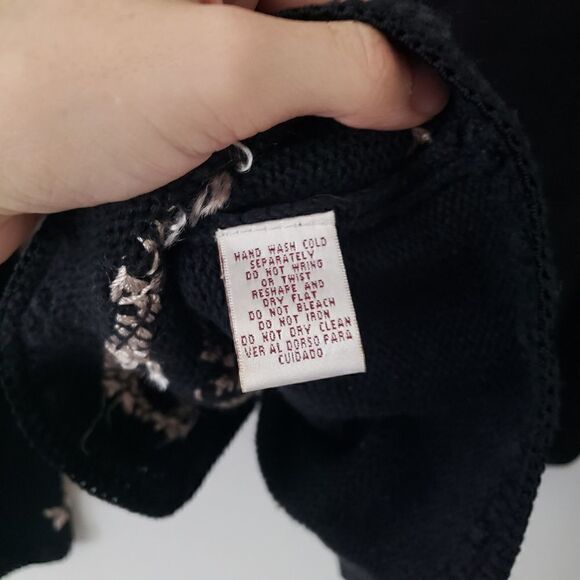 HAND WASH COLD
SEPARATELY
DO NOT WRING
OR TWIST
RESHAPE AND
DRY FLAT
DO NOT BLEACH
DO NOT IRON
DO NOT DRY CLEAN
VER AL DORSO PARA
CUIDADO